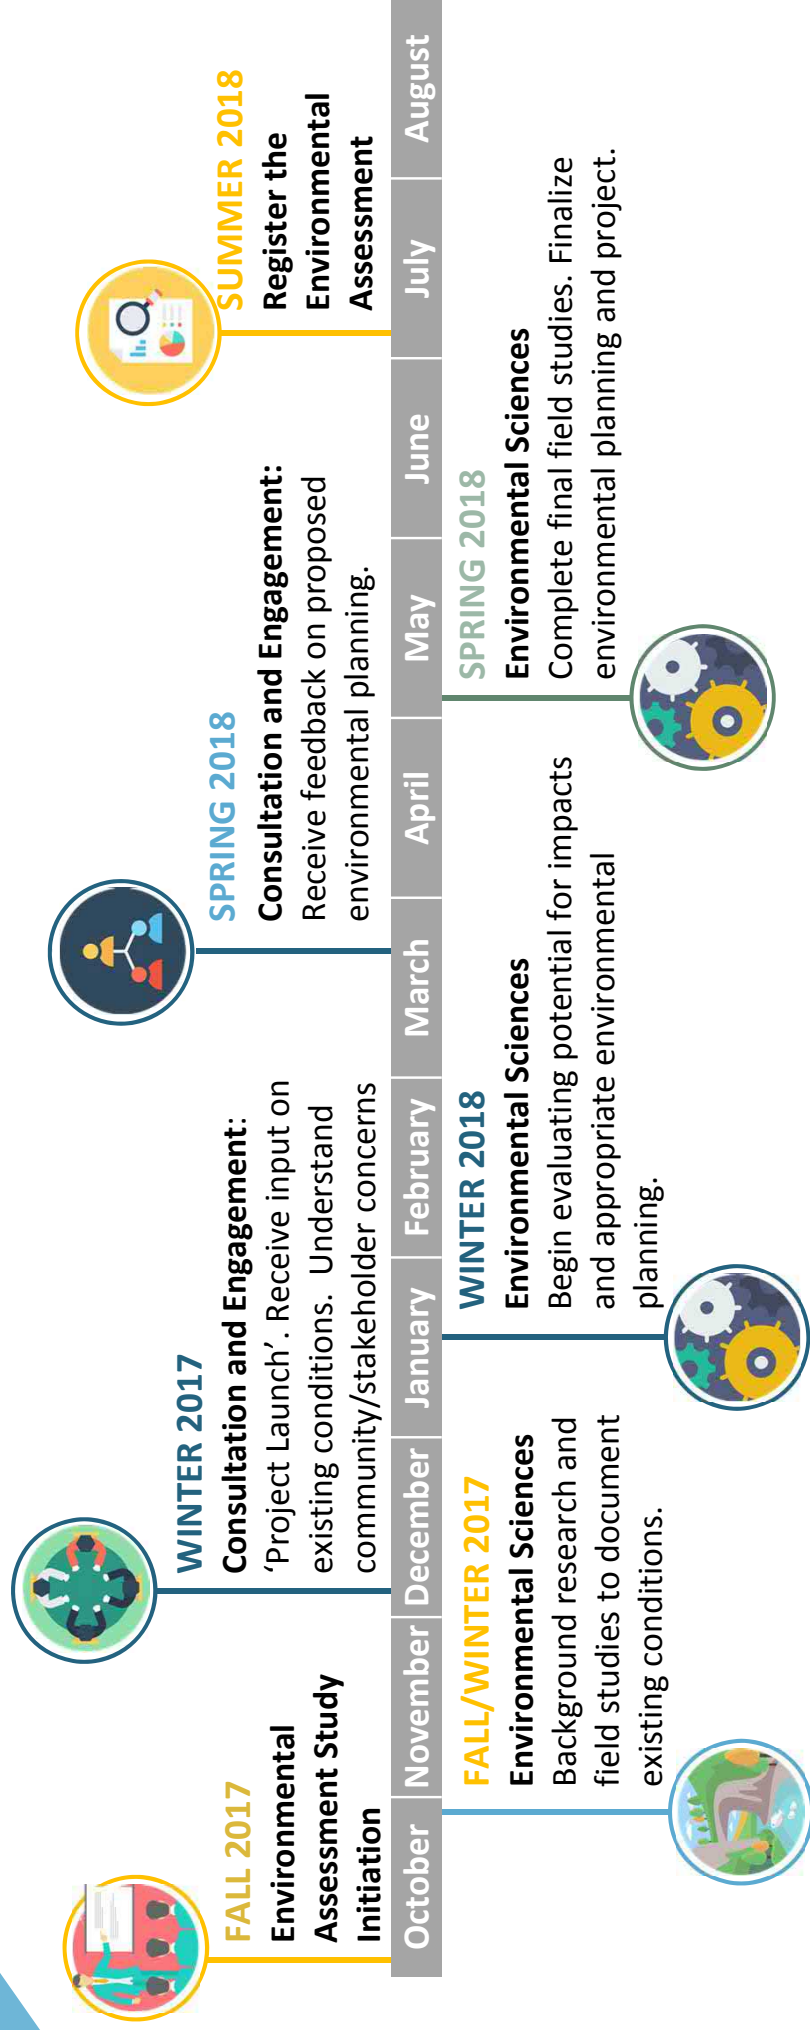 FALL 2017
Environmental
Assessment Study
Initiation
WINTER 2017
Consultation and Engagement:
‘Project Launch’. Receive input on
existing conditions.  Understand
community/stakeholder concerns
SPRING 2018
Consultation and Engagement:
Receive feedback on proposed
environmental planning.
SUMMER 2018
Register the
Environmental
Assessment
October
November
December
January
February
March
April
May
June
July
August
FALL/WINTER 2017
Environmental Sciences
Background research and
field studies to document
existing conditions.
WINTER 2018
Environmental Sciences
Begin evaluating potential for impacts
and appropriate environmental
planning.
SPRING 2018
Environmental Sciences
Complete final field studies. Finalize
environmental planning and project.